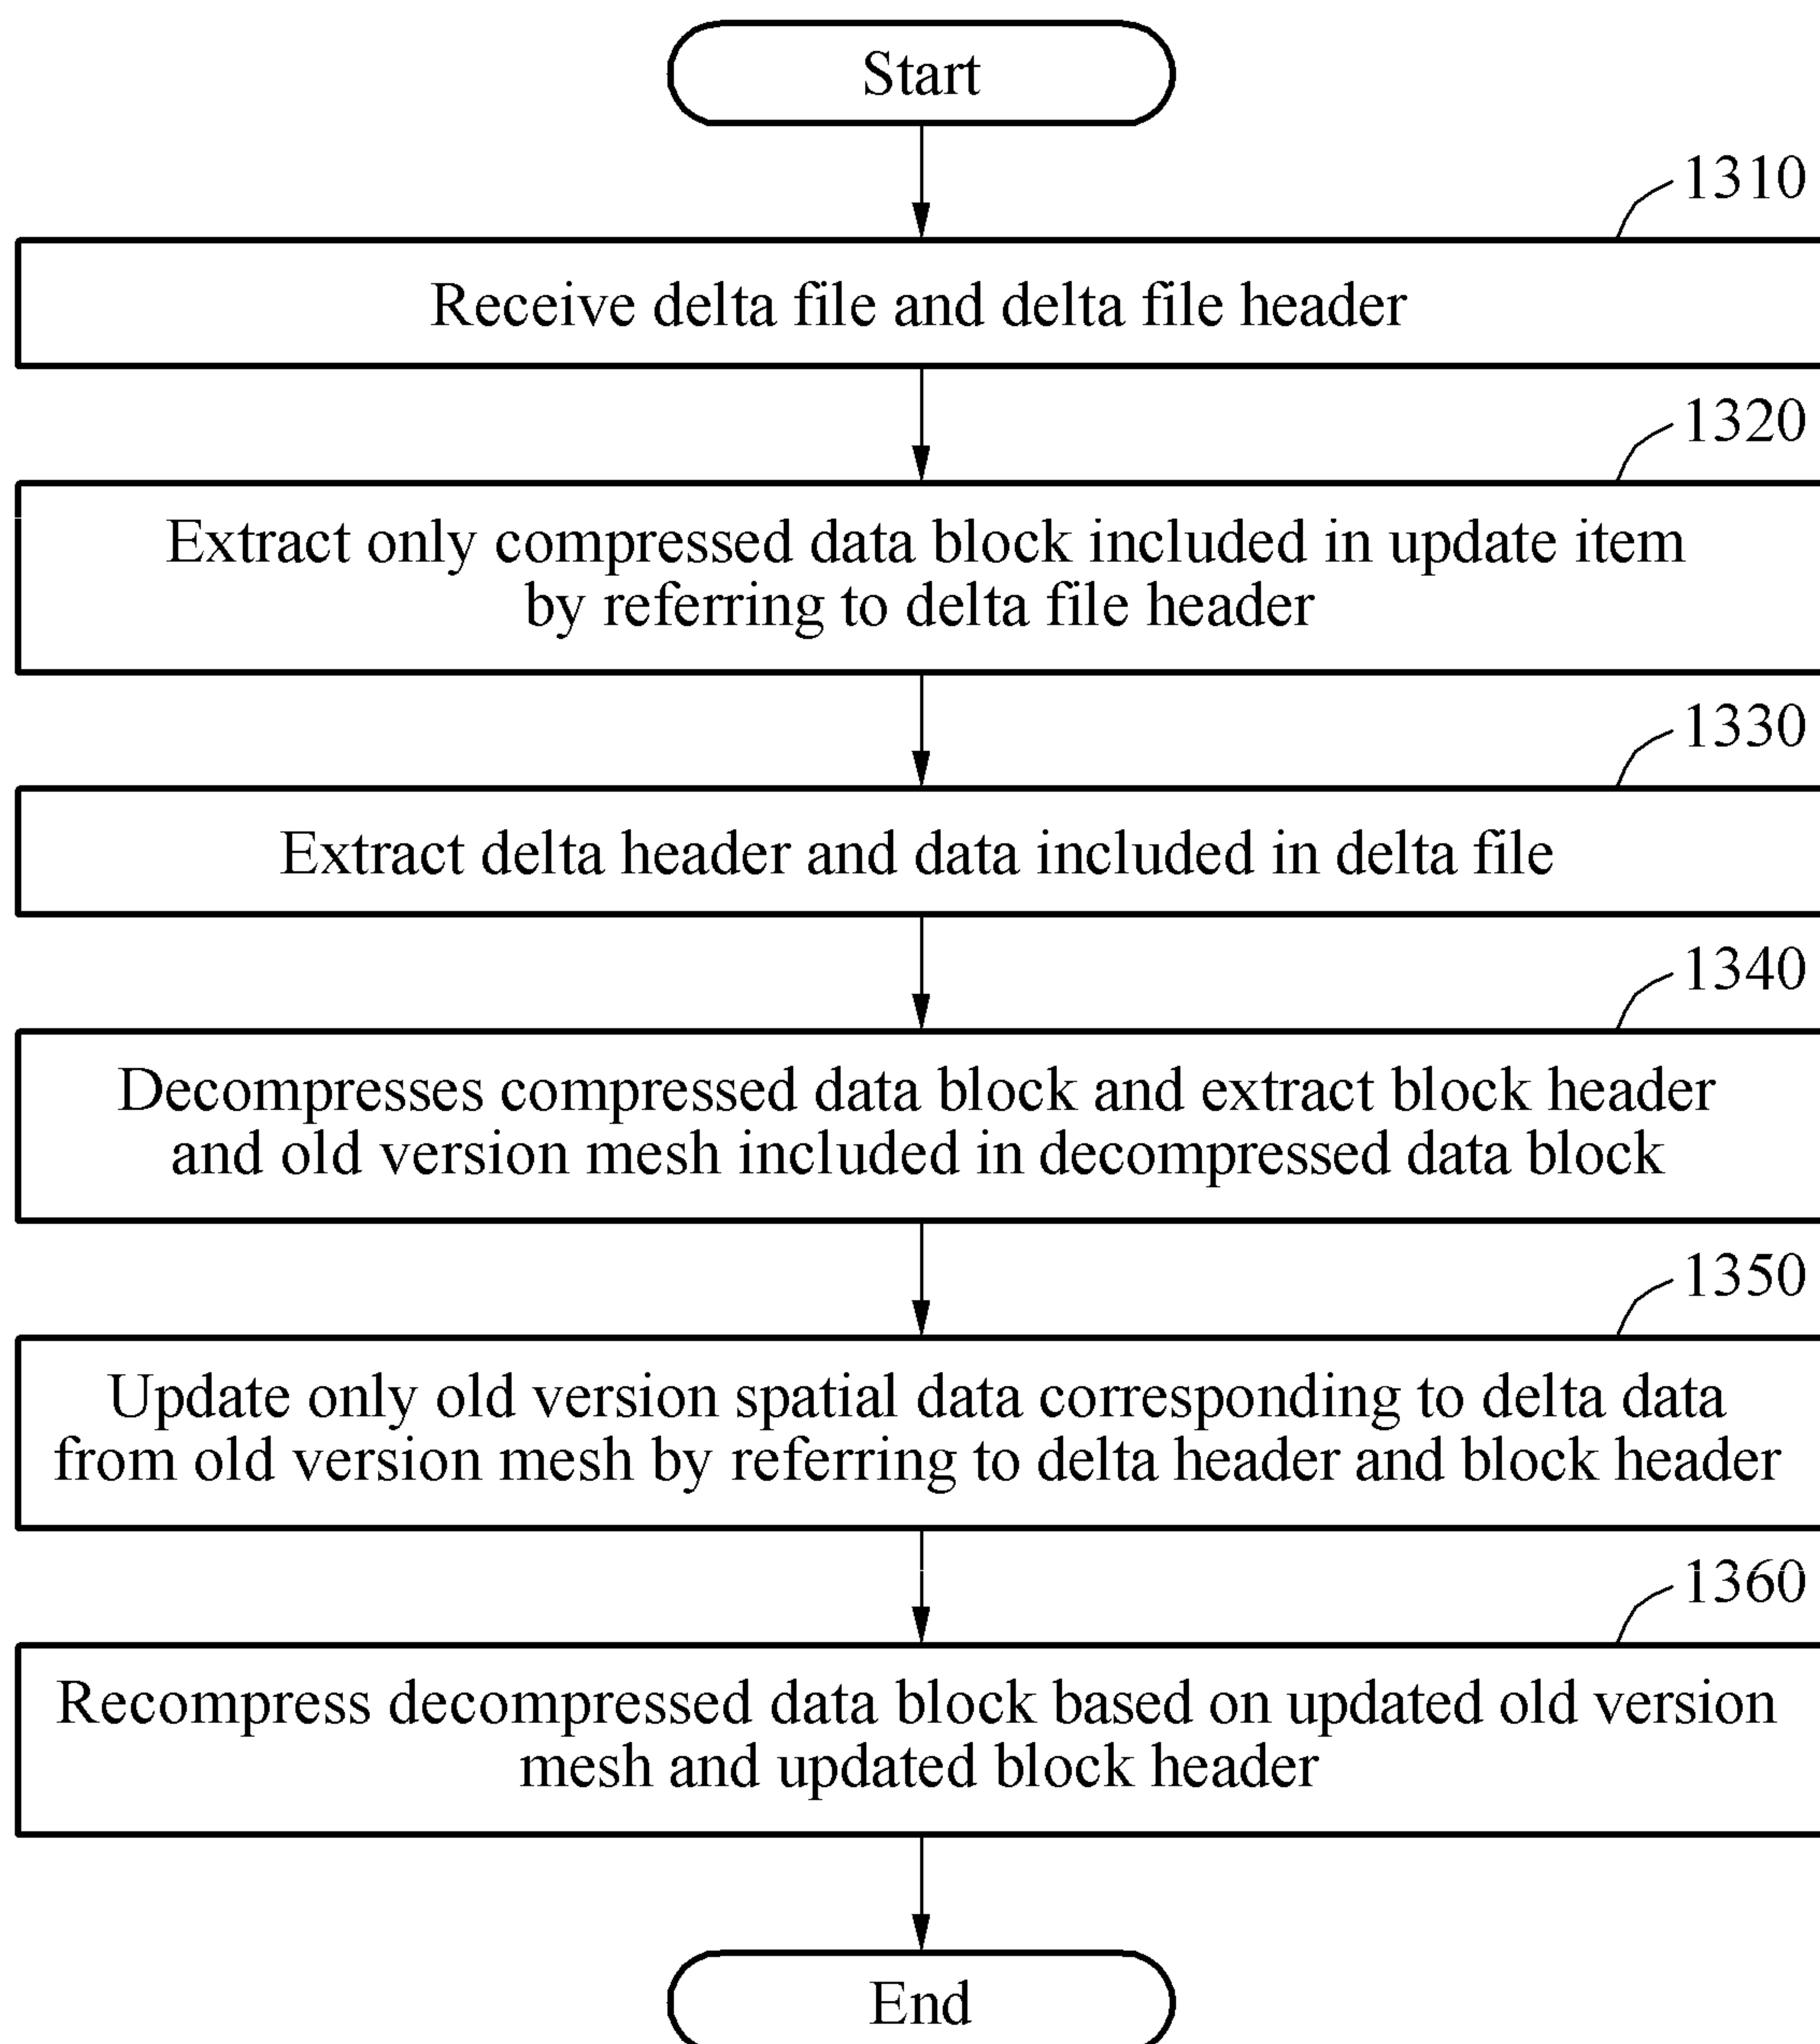 Start
1310
Receive delta file and delta file header
1320
Extract only compressed data block included in update item
by referring to delta file header
1330
Extract delta header and data included in delta file
1340
Decompresses compressed data block and extract block header
and old version mesh included in decompressed data block
1350
Update only old version spatial data corresponding to delta data
from old version mesh by referring to delta header and block header
1360
Recompress decompressed data block based on updated old version
mesh and updated block header
End